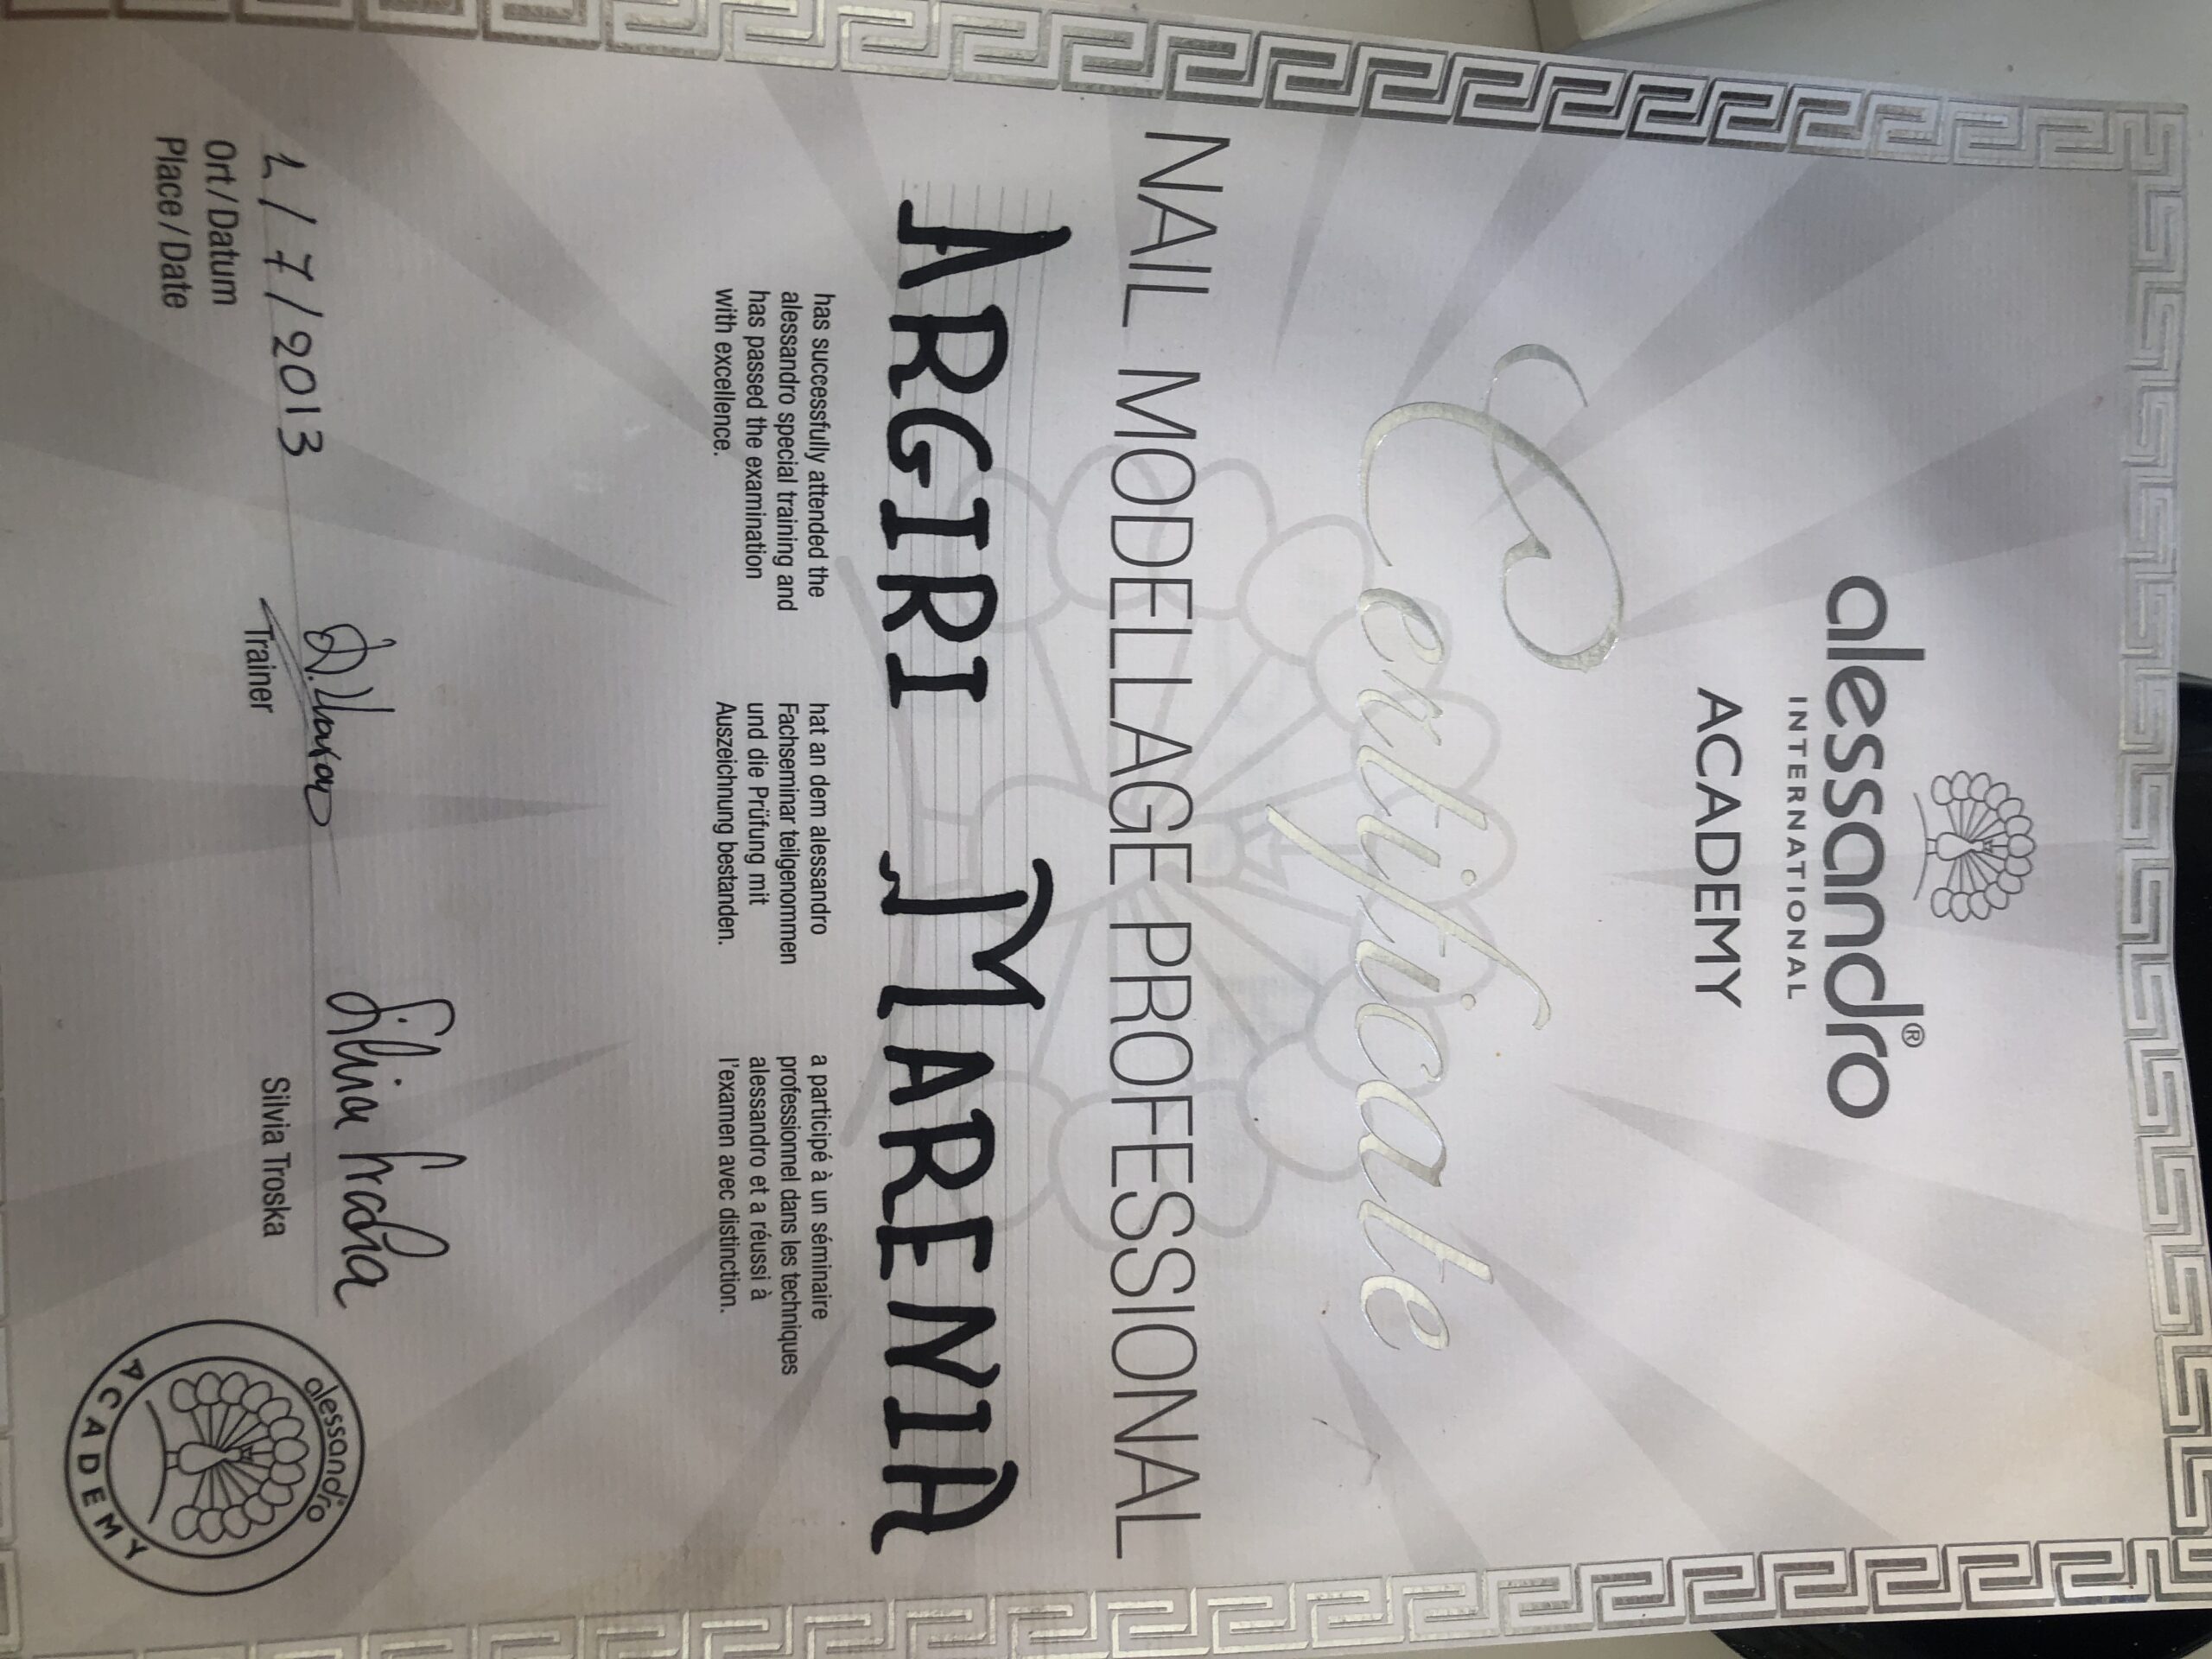 alessandro®
INTERNATIONAL
ACADEMY
Certificate
NAIL MODELLAGE PROFESSIONAL
ARGIRI MARENIA
has successfully attended the
alessandro special training and
has passed the examination
with excellence.
hat an dem alessandro
Fachseminar teilgenommen
und die Prüfung mit
Auszeichnung bestanden.
a participé à un séminaire
professionnel dans les techniques
alessandro et a réussi à
l'examen avec distinction.
1/7/2013
Silvia Troska
Ort/Datum
Place/Date
Trainer
Silvia Troska
alessandro
ACADEMY